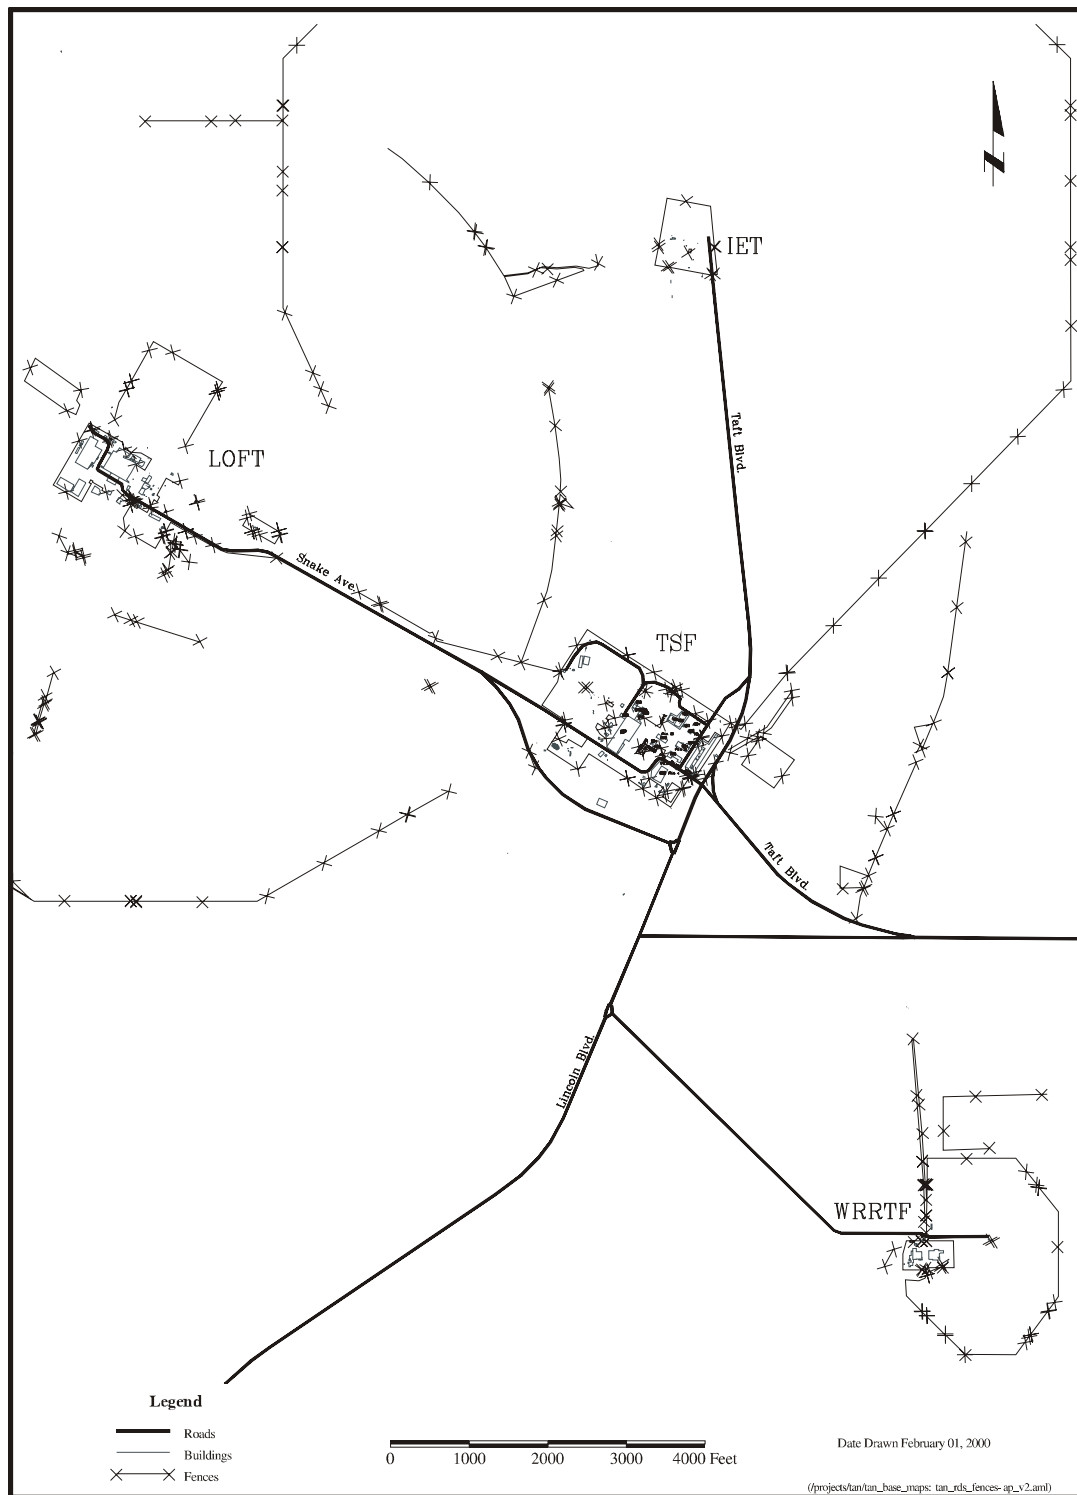 IET
Taft Blvd.
LOFT
Snake Ave.
TSF
Taft Blvd.
Lincoln Blvd.
WRRTF
Legend
Roads
Buildings
Fences
0 1000 2000 3000 4000 Feet
Date Drawn February 01, 2000
(/projects/tan/tan_base_maps: tan_rds_fences-ap_v2.aml)